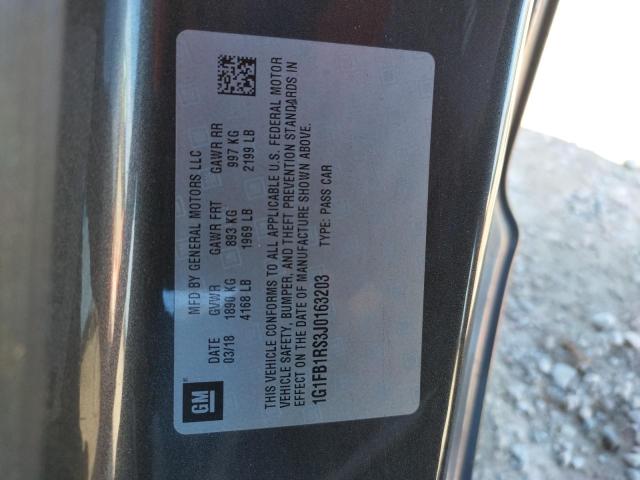 GM
MFD BY GENERAL MOTORS LLC
DATE GVWR GAWR FRT GAWR RR
03/18 1890 KG 893 KG 997 KG
4168 LB 1969 LB 2199 LB
THIS VEHICLE CONFORMS TO ALL APPLICABLE U.S. FEDERAL MOTOR
VEHICLE SAFETY, BUMPER, AND THEFT PREVENTION STANDARDS IN
EFFECT ON THE DATE OF MANUFACTURE SHOWN ABOVE.
1G1FB1RS3J0163203 TYPE: PASS CAR